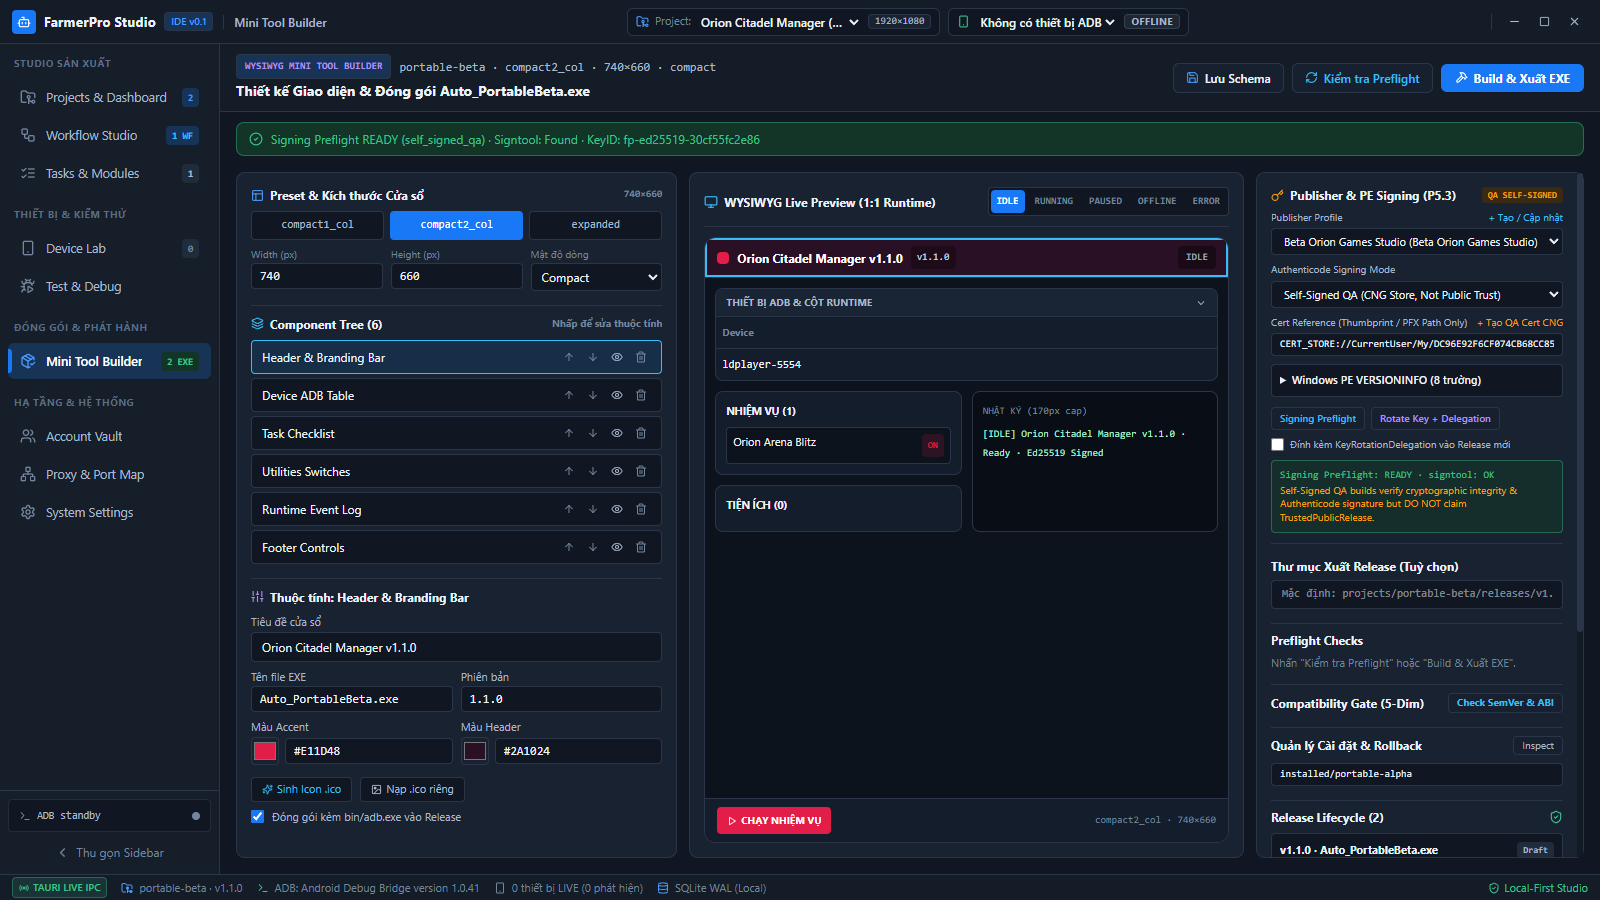 FarmerPro Studio
IDE v0.1
Mini Tool Builder
Project:
Orion Citadel Manager (...
1920×1080
Không có thiết bị ADB
OFFLINE
STUDIO SẢN XUẤT
Projects & Dashboard
2
Workflow Studio
1 WF
Tasks & Modules
1
THIẾT BỊ & KIỂM THỬ
Device Lab
0
Test & Debug
ĐÓNG GÓI & PHÁT HÀNH
Mini Tool Builder
2 EXE
HẠ TẦNG & HỆ THỐNG
Account Vault
Proxy & Port Map
System Settings
ADB standby
Thu gọn Sidebar
WYSIWYG MINI TOOL BUILDER
portable-beta · compact2_col · 740×660 · compact
Thiết kế Giao diện & Đóng gói Auto_PortableBeta.exe
Lưu Schema
Kiểm tra Preflight
Build & Xuất EXE
Signing Preflight READY (self_signed_qa) · Signtool: Found · KeyID: fp-ed25519-30cf55fc2e86
Preset & Kích thước Cửa sổ
740×660
compact1_col
compact2_col
expanded
Width (px)
Height (px)
Mật độ dòng
740
660
Compact
Component Tree (6)
Nhấp để sửa thuộc tính
Header & Branding Bar
Device ADB Table
Task Checklist
Utilities Switches
Runtime Event Log
Footer Controls
Thuộc tính: Header & Branding Bar
Tiêu đề cửa sổ
Orion Citadel Manager v1.1.0
Tên file EXE
Phiên bản
Auto_PortableBeta.exe
1.1.0
Màu Accent
Màu Header
#E11D48
#2A1024
Sinh Icon .ico
Nạp .ico riêng
Đóng gói kèm bin/adb.exe vào Release
WYSIWYG Live Preview (1:1 Runtime)
IDLE
RUNNING
PAUSED
OFFLINE
ERROR
Orion Citadel Manager v1.1.0
v1.1.0
IDLE
THIẾT BỊ ADB & CỘT RUNTIME
Device
ldplayer-5554
NHIỆM VỤ (1)
Orion Arena Blitz
ON
TIỆN ÍCH (0)
NHẬT KÝ (170px cap)
[IDLE] Orion Citadel Manager v1.1.0 ·
Ready · Ed25519 Signed
CHẠY NHIỆM VỤ
compact2_col · 740×660
Publisher & PE Signing (P5.3)
QA SELF-SIGNED
Publisher Profile
+ Tạo / Cập nhật
Beta Orion Games Studio (Beta Orion Games Studio)
Authenticode Signing Mode
Self-Signed QA (CNG Store, Not Public Trust)
Cert Reference (Thumbprint / PFX Path Only)
+ Tạo QA Cert CNG
CERT_STORE://CurrentUser/My/DC96E92F6CF074CB68CC85
Windows PE VERSIONINFO (8 trường)
Signing Preflight
Rotate Key + Delegation
Đính kèm KeyRotationDelegation vào Release mới
Signing Preflight: READY · signtool: OK
Self-Signed QA builds verify cryptographic integrity &
Authenticode signature but DO NOT claim
TrustedPublicRelease.
Thư mục Xuất Release (Tuỳ chọn)
Mặc định: projects/portable-beta/releases/v1.
Preflight Checks
Nhấn "Kiểm tra Preflight" hoặc "Build & Xuất EXE".
Compatibility Gate (5-Dim)
Check SemVer & ABI
Quản lý Cài đặt & Rollback
Inspect
installed/portable-alpha
Release Lifecycle (2)
v1.1.0 · Auto_PortableBeta.exe
Draft
TAURI LIVE IPC
portable-beta · v1.1.0
ADB: Android Debug Bridge version 1.0.41
0 thiết bị LIVE (0 phát hiện)
SQLite WAL (Local)
Local-First Studio